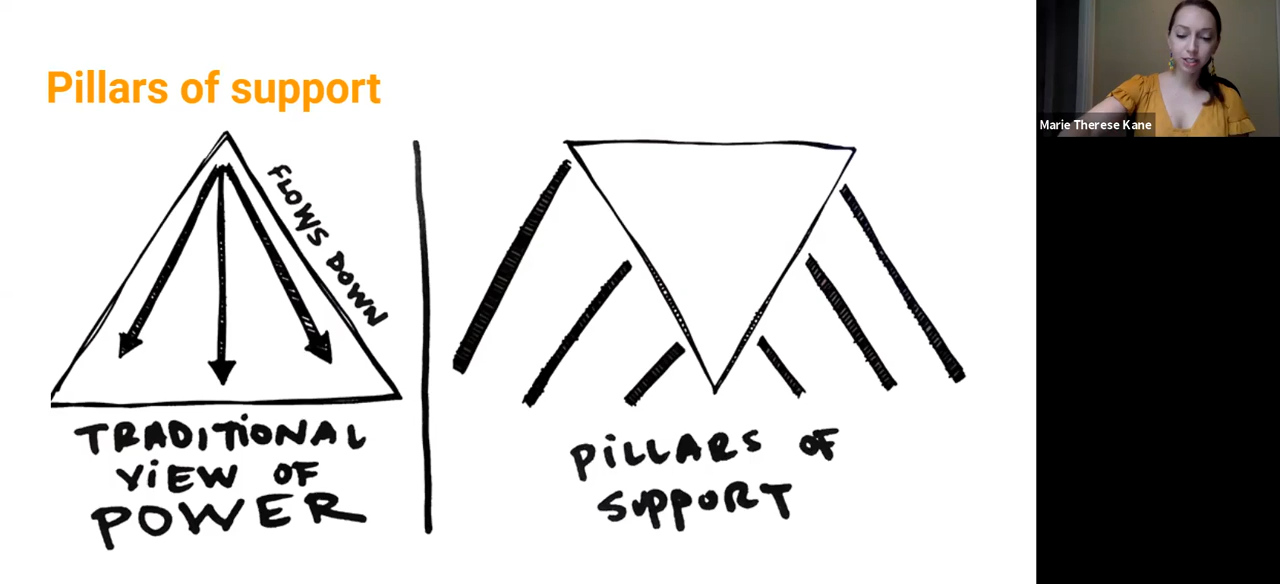 Pillars of support
FLOWS DOWN
TRADITIONAL
ViEW OF
POWER
PiLLARS OF
SUPPORT
Marie Therese Kane